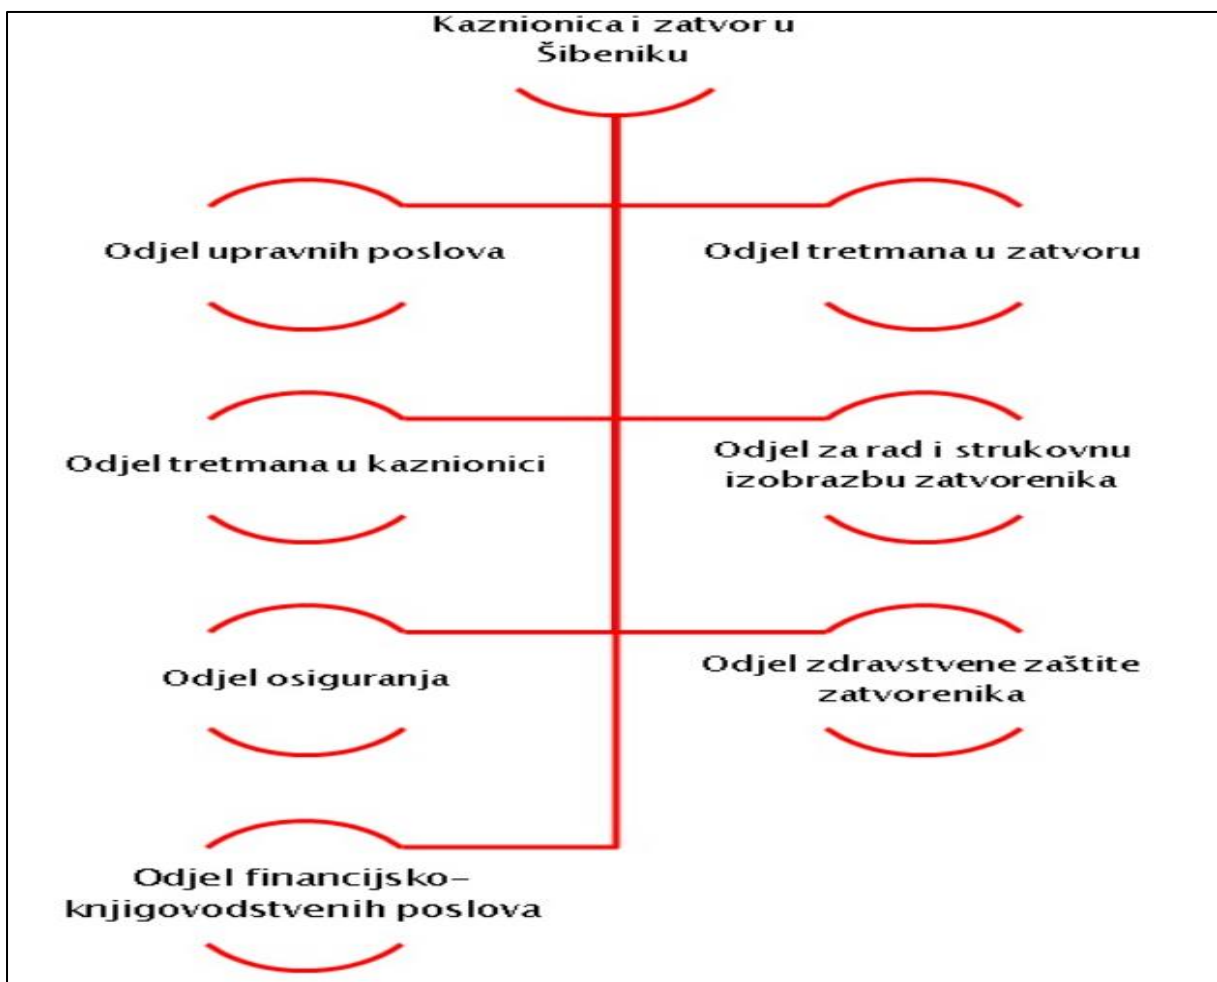 Kaznionica i zatvor u
Šibeniku
Odjel upravnih poslova
Odjel tretmana u zatvoru
Odjel tretmana u kaznionici
Odjel za rad i strukovnu
izobrazbu zatvorenika
Odjel osiguranja
Odjel zdravstvene zaštite
zatvorenika
Odjel financijsko–
knjigovodstvenih poslova